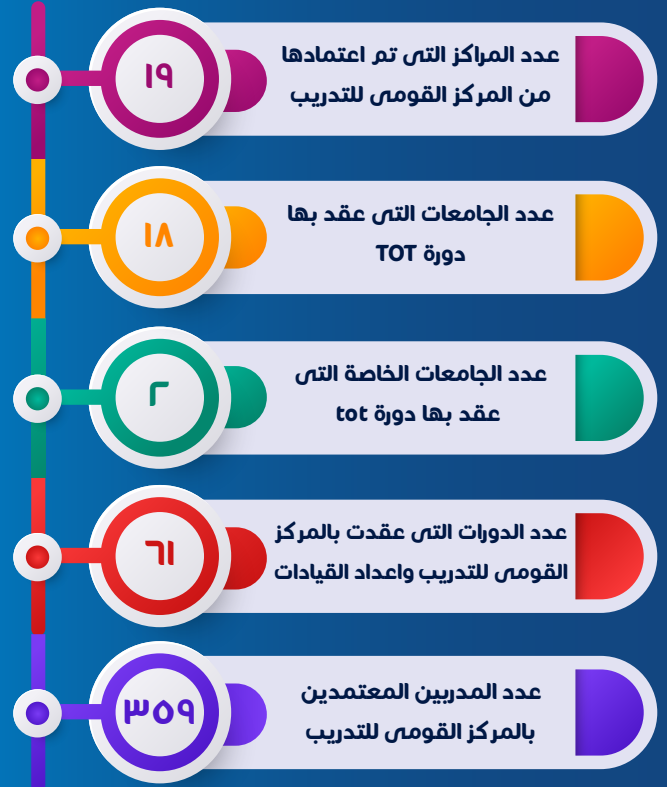 عدد المراكز التى تم اعتمادها
من المركز القومى للتدريب
١٩
عدد الجامعات التى عقد بها
دورة TOT
١٨
عدد الجامعات الخاصة التى
عقد بها دورة tot
٢
عدد الدورات التى عقدت بالمركز
القومى للتدريب واعداد القيادات
٦١
عدد المدربين المعتمدين
بالمركز القومى للتدريب
٣٥٩